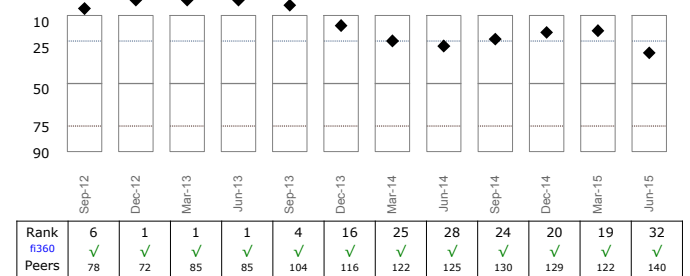 10
25
50
75
90
Sep-12 Dec-12 Mar-13 Jun-13 Sep-13 Dec-13 Mar-14 Jun-14 Sep-14 Dec-14 Mar-15 Jun-15
Rank 6 1 1 1 4 16 25 28 24 20 19 32
fi360 √ √ √ √ √ √ √ √ √ √ √ √
Peers 78 72 85 85 104 116 122 125 130 129 122 140